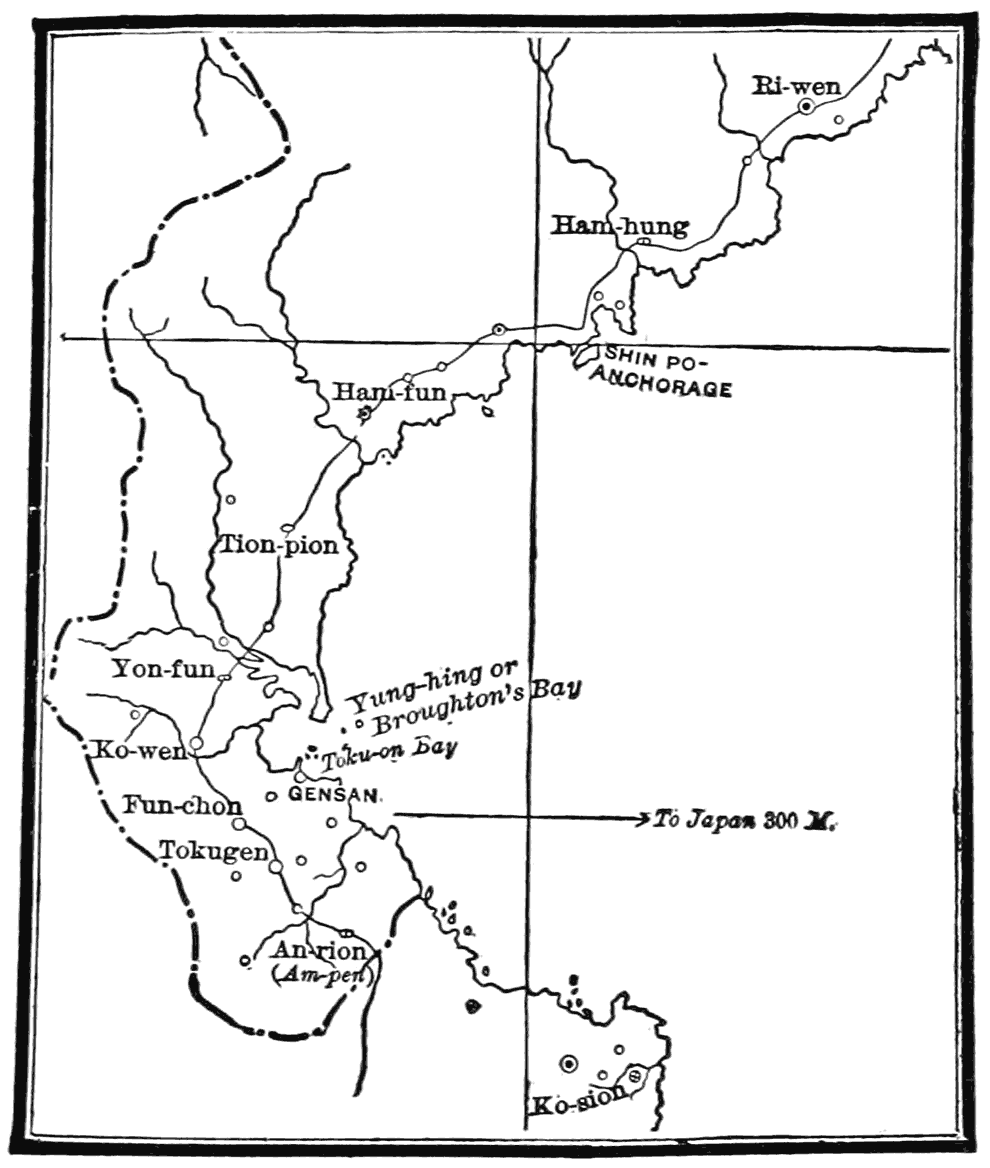 Ri-wen
Ham-hung
SHIN PO-
ANCHORAGE
Ham-fun
Tion-pion
Yon-fun
Yung-hing or
Broughton's Bay
Ko-wen
Toku-on Bay
GENSAN.
Fun-chon
To Japan 300 M.
Tokugen
An-rion
(Am-pen)
Ko-sion